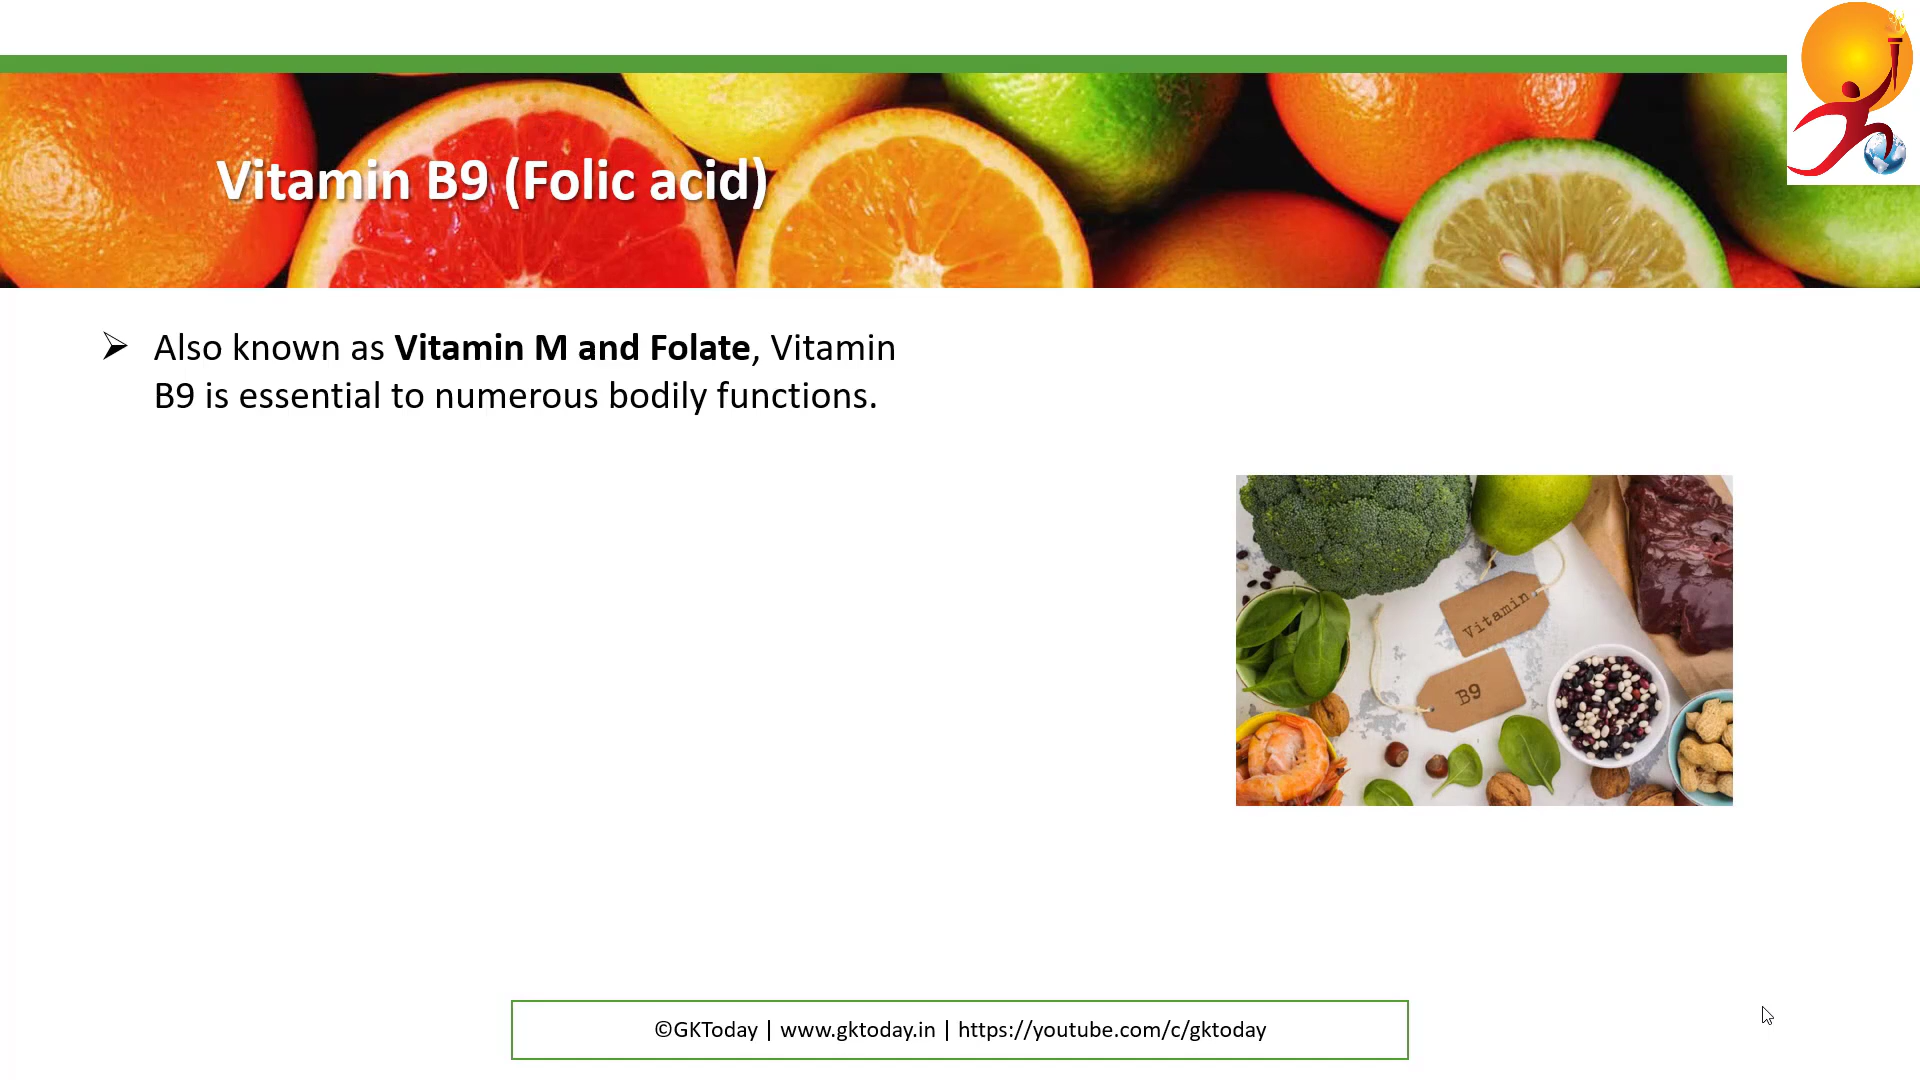 Vitamin B9 (Folic acid)
➢ Also known as Vitamin M and Folate, Vitamin
B9 is essential to numerous bodily functions.
Vitamin
B9
©GKToday | www.gktoday.in | https://youtube.com/c/gktoday